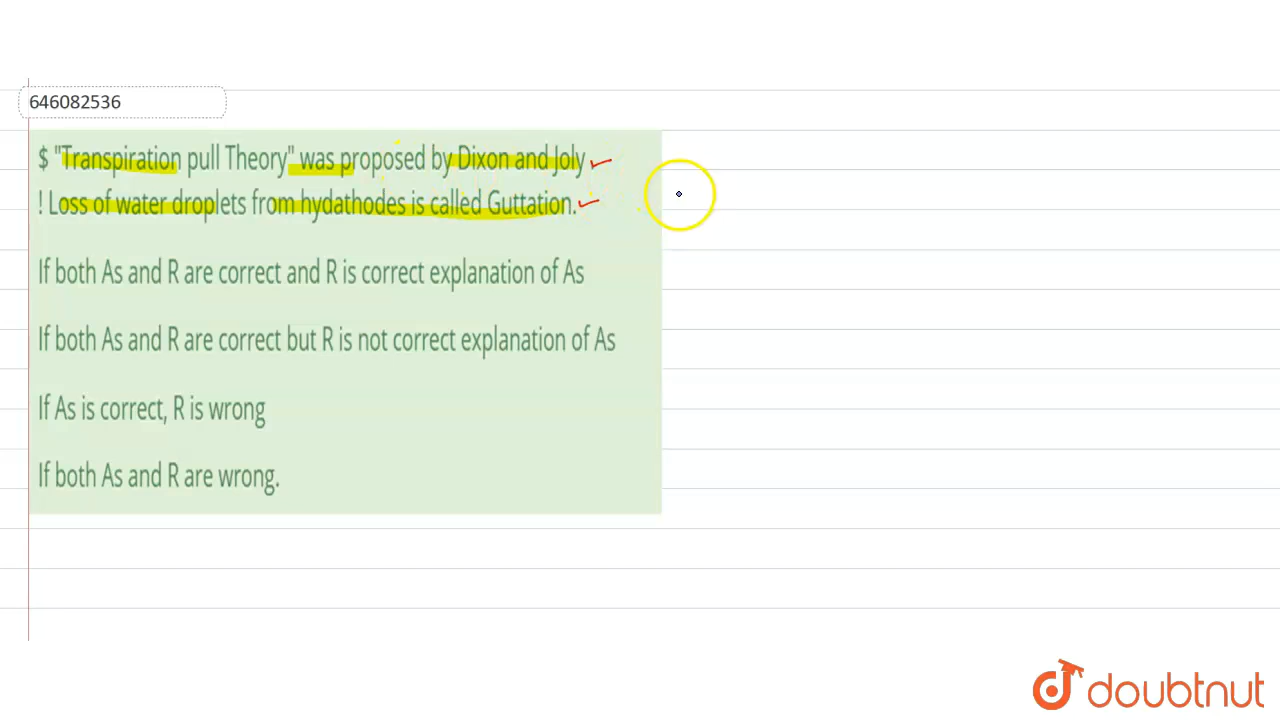 646082536
$ "Transpiration pull Theory" was proposed by Dixon and Joly
! Loss of water droplets from hydathodes is called Guttation.
If both As and R are correct and R is correct explanation of As
If both As and R are correct but R is not correct explanation of As
If As is correct, R is wrong
If both As and R are wrong.
doubtnut